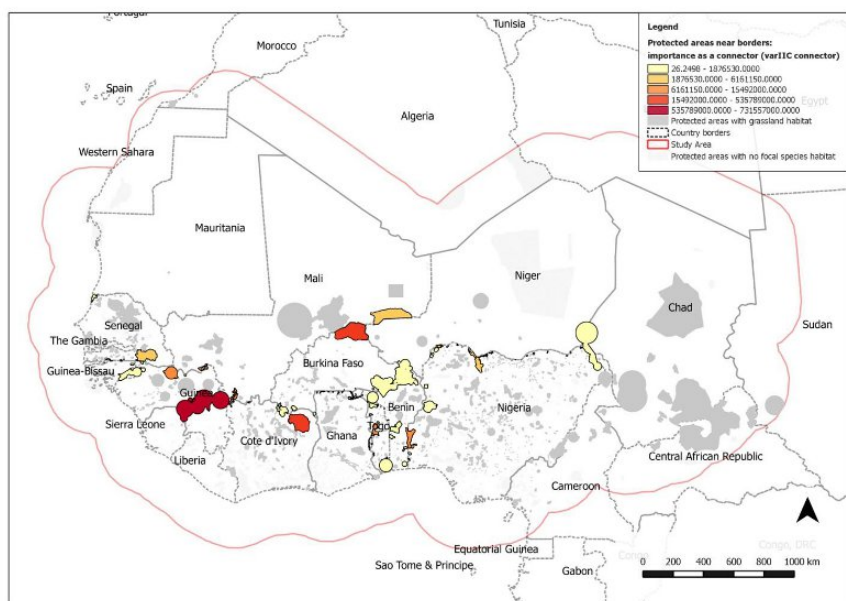 Portugal
Tunisia
Morocco
Spain
Algeria
Egypt
Western Sahara
Mauritania
Mali
Niger
Chad
Sudan
Senegal
The Gambia
Guinea-Bissau
Burkina Faso
Guinea
Benin
Nigeria
Sierra Leone
Cote d'Ivory
Ghana
Togo
Liberia
Central African Republic
Cameroon
Equatorial Guinea
Congo
Congo, DRC
Sao Tome & Principe
Gabon
Legend
Protected areas near borders:
importance as a connector (varIIC connector)
26.2498 - 1876530.0000
1876530.0000 - 6161150.0000
6161150.0000 - 15492000.0000
15492000.0000 - 535789000.0000
535789000.0000 - 731557000.0000
Protected areas with grassland habitat
Country borders
Study Area
Protected areas with no focal species habitat
0 200 400 600 800 1000 km